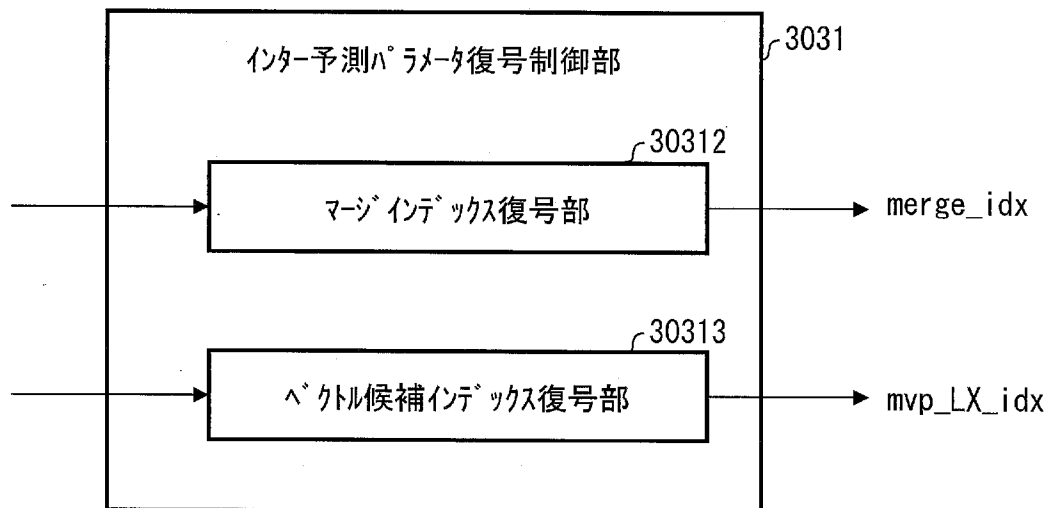 3031
インター予測パラメータ復号制御部
30312
マージインデックス復号部
merge_idx
30313
ベクトル候補インデックス復号部
mvp_LX_idx